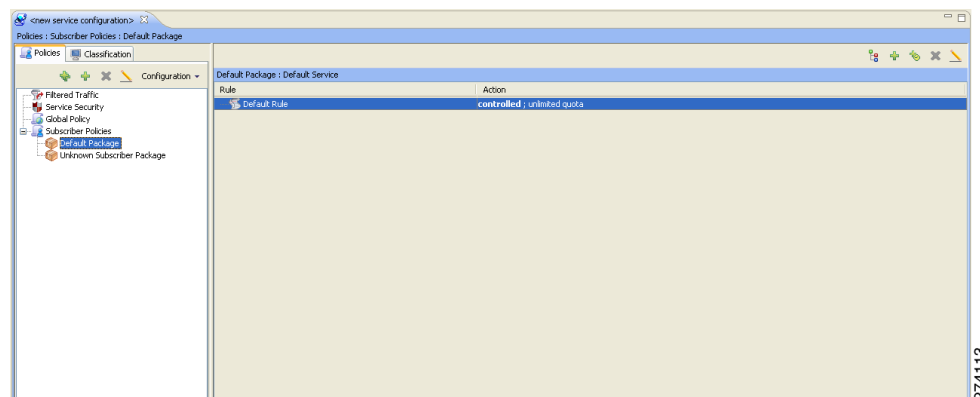 <new service configuration>
Policies : Subscriber Policies : Default Package
Policies
Classification
Configuration
Default Package : Default Service
Rule
Action
Filtered Traffic
Service Security
Global Policy
Subscriber Policies
Default Package
Unknown Subscriber Package
Default Rule
controlled ; unlimited quota
274112